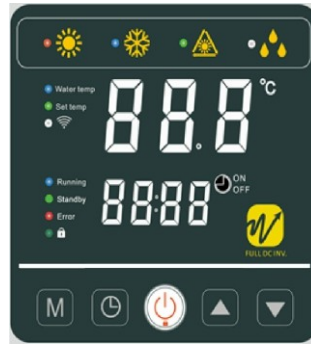 Water temp
Set temp
88.8 °C
Running
Standby
Error
88:88
ON
OFF
FULL DC INV.
M